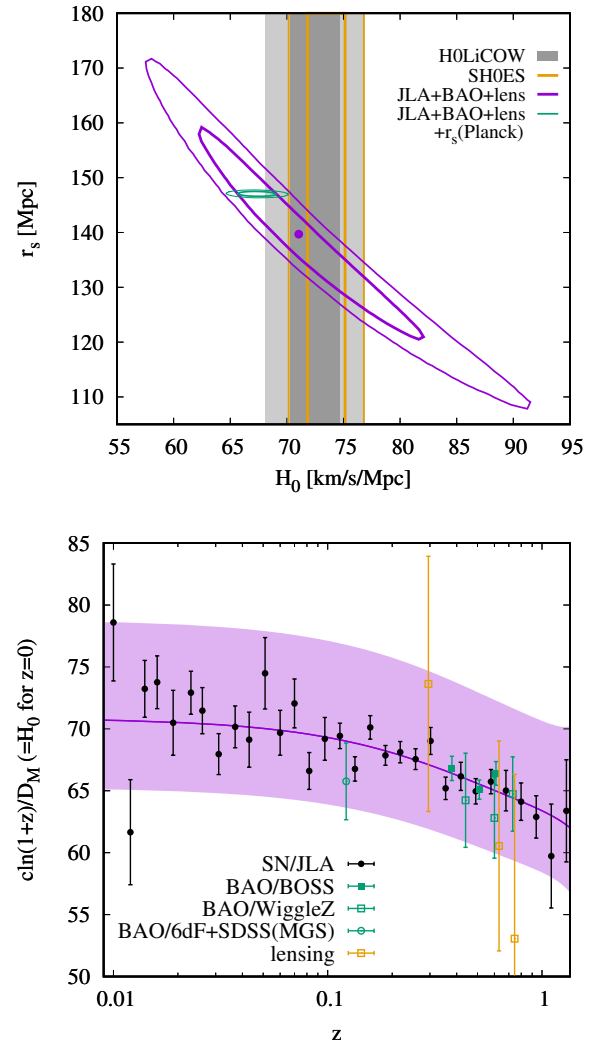 180
170
160
150
140
130
120
110
r_s [Mpc]
H0LiCOW
SH0ES
JLA+BAO+lens
JLA+BAO+lens
+r_s(Planck)
55 60 65 70 75 80 85 90 95
H_0 [km/s/Mpc]
85
80
75
70
65
60
55
50
cln(1+z)/D_M (=H_0 for z=0)
SN/JLA
BAO/BOSS
BAO/WiggleZ
BAO/6dF+SDSS(MGS)
lensing
0.01 0.1 1
z